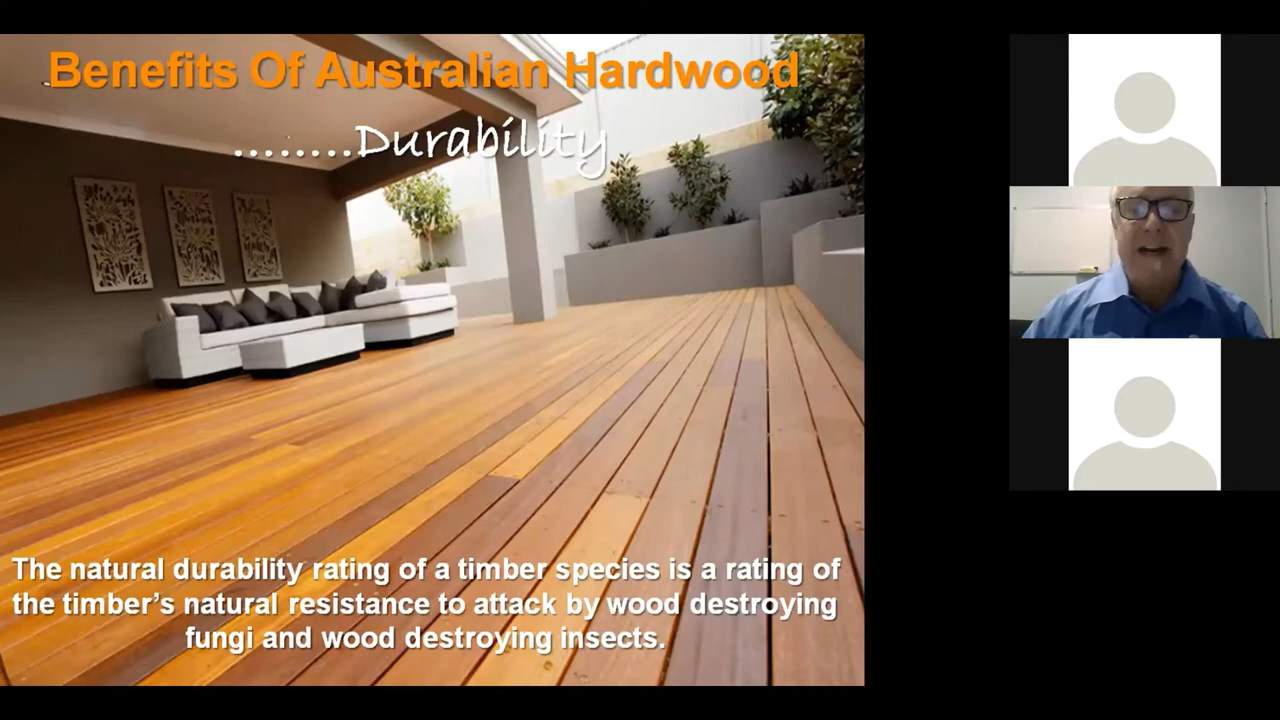 Benefits Of Australian Hardwood
........Durability
The natural durability rating of a timber species is a rating of
the timber’s natural resistance to attack by wood destroying
fungi and wood destroying insects.